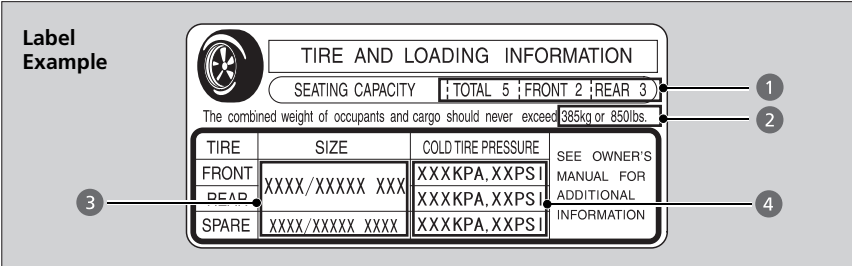 Label
Example
TIRE AND LOADING INFORMATION
SEATING CAPACITY TOTAL 5 FRONT 2 REAR 3
1
The combined weight of occupants and cargo should never exceed 385kg or 850lbs.
2
TIRE SIZE COLD TIRE PRESSURE
SEE OWNER'S
MANUAL FOR
ADDITIONAL
INFORMATION
FRONT XXXX/XXXXX XXX XXXKPA,XXPSI
REAR XXXKPA,XXPSI
SPARE XXXX/XXXXX XXXX XXXKPA,XXPSI
3
4